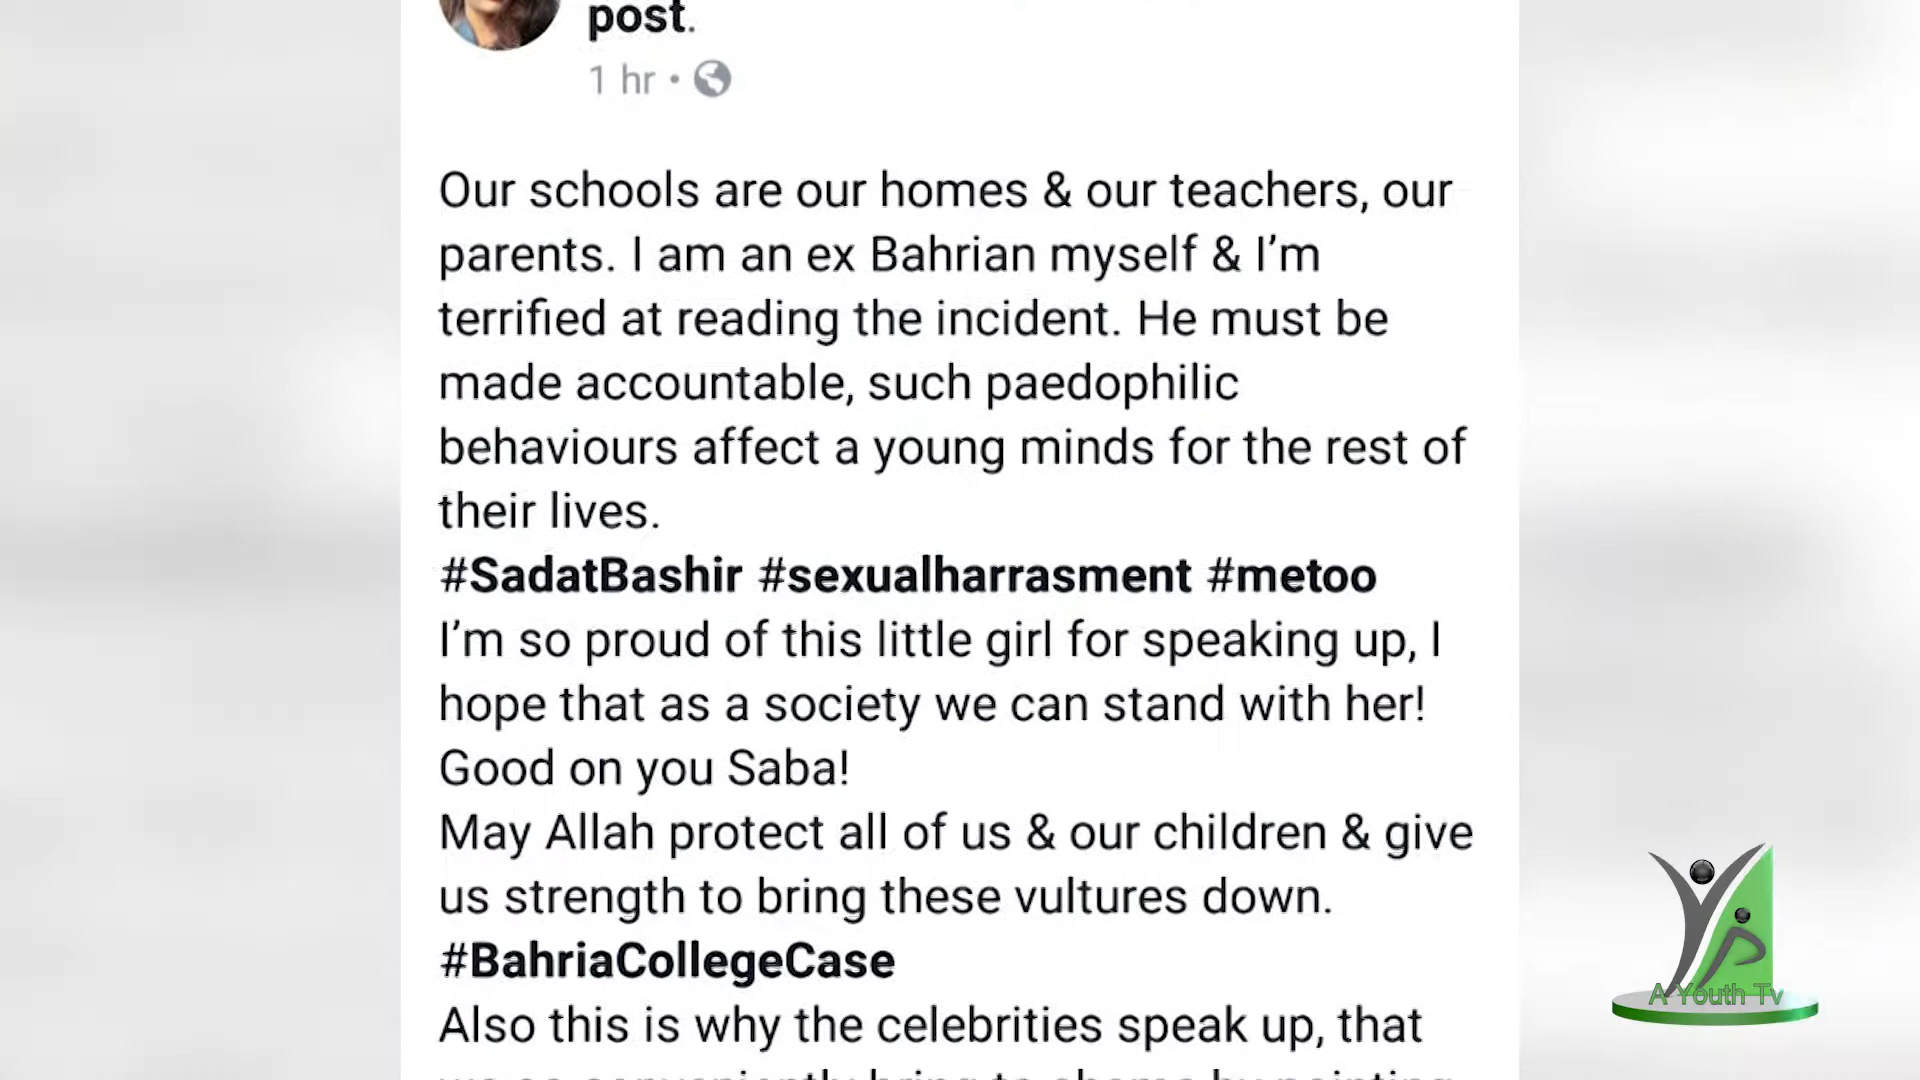 post.
1 hr •
Our schools are our homes & our teachers, our
parents. I am an ex Bahrian myself & I’m
terrified at reading the incident. He must be
made accountable, such paedophilic
behaviours affect a young minds for the rest of
their lives.
#SadatBashir #sexualharrasment #metoo
I’m so proud of this little girl for speaking up, I
hope that as a society we can stand with her!
Good on you Saba!
May Allah protect all of us & our children & give
us strength to bring these vultures down.
#BahriaCollegeCase
Also this is why the celebrities speak up, that
A Youth Tv